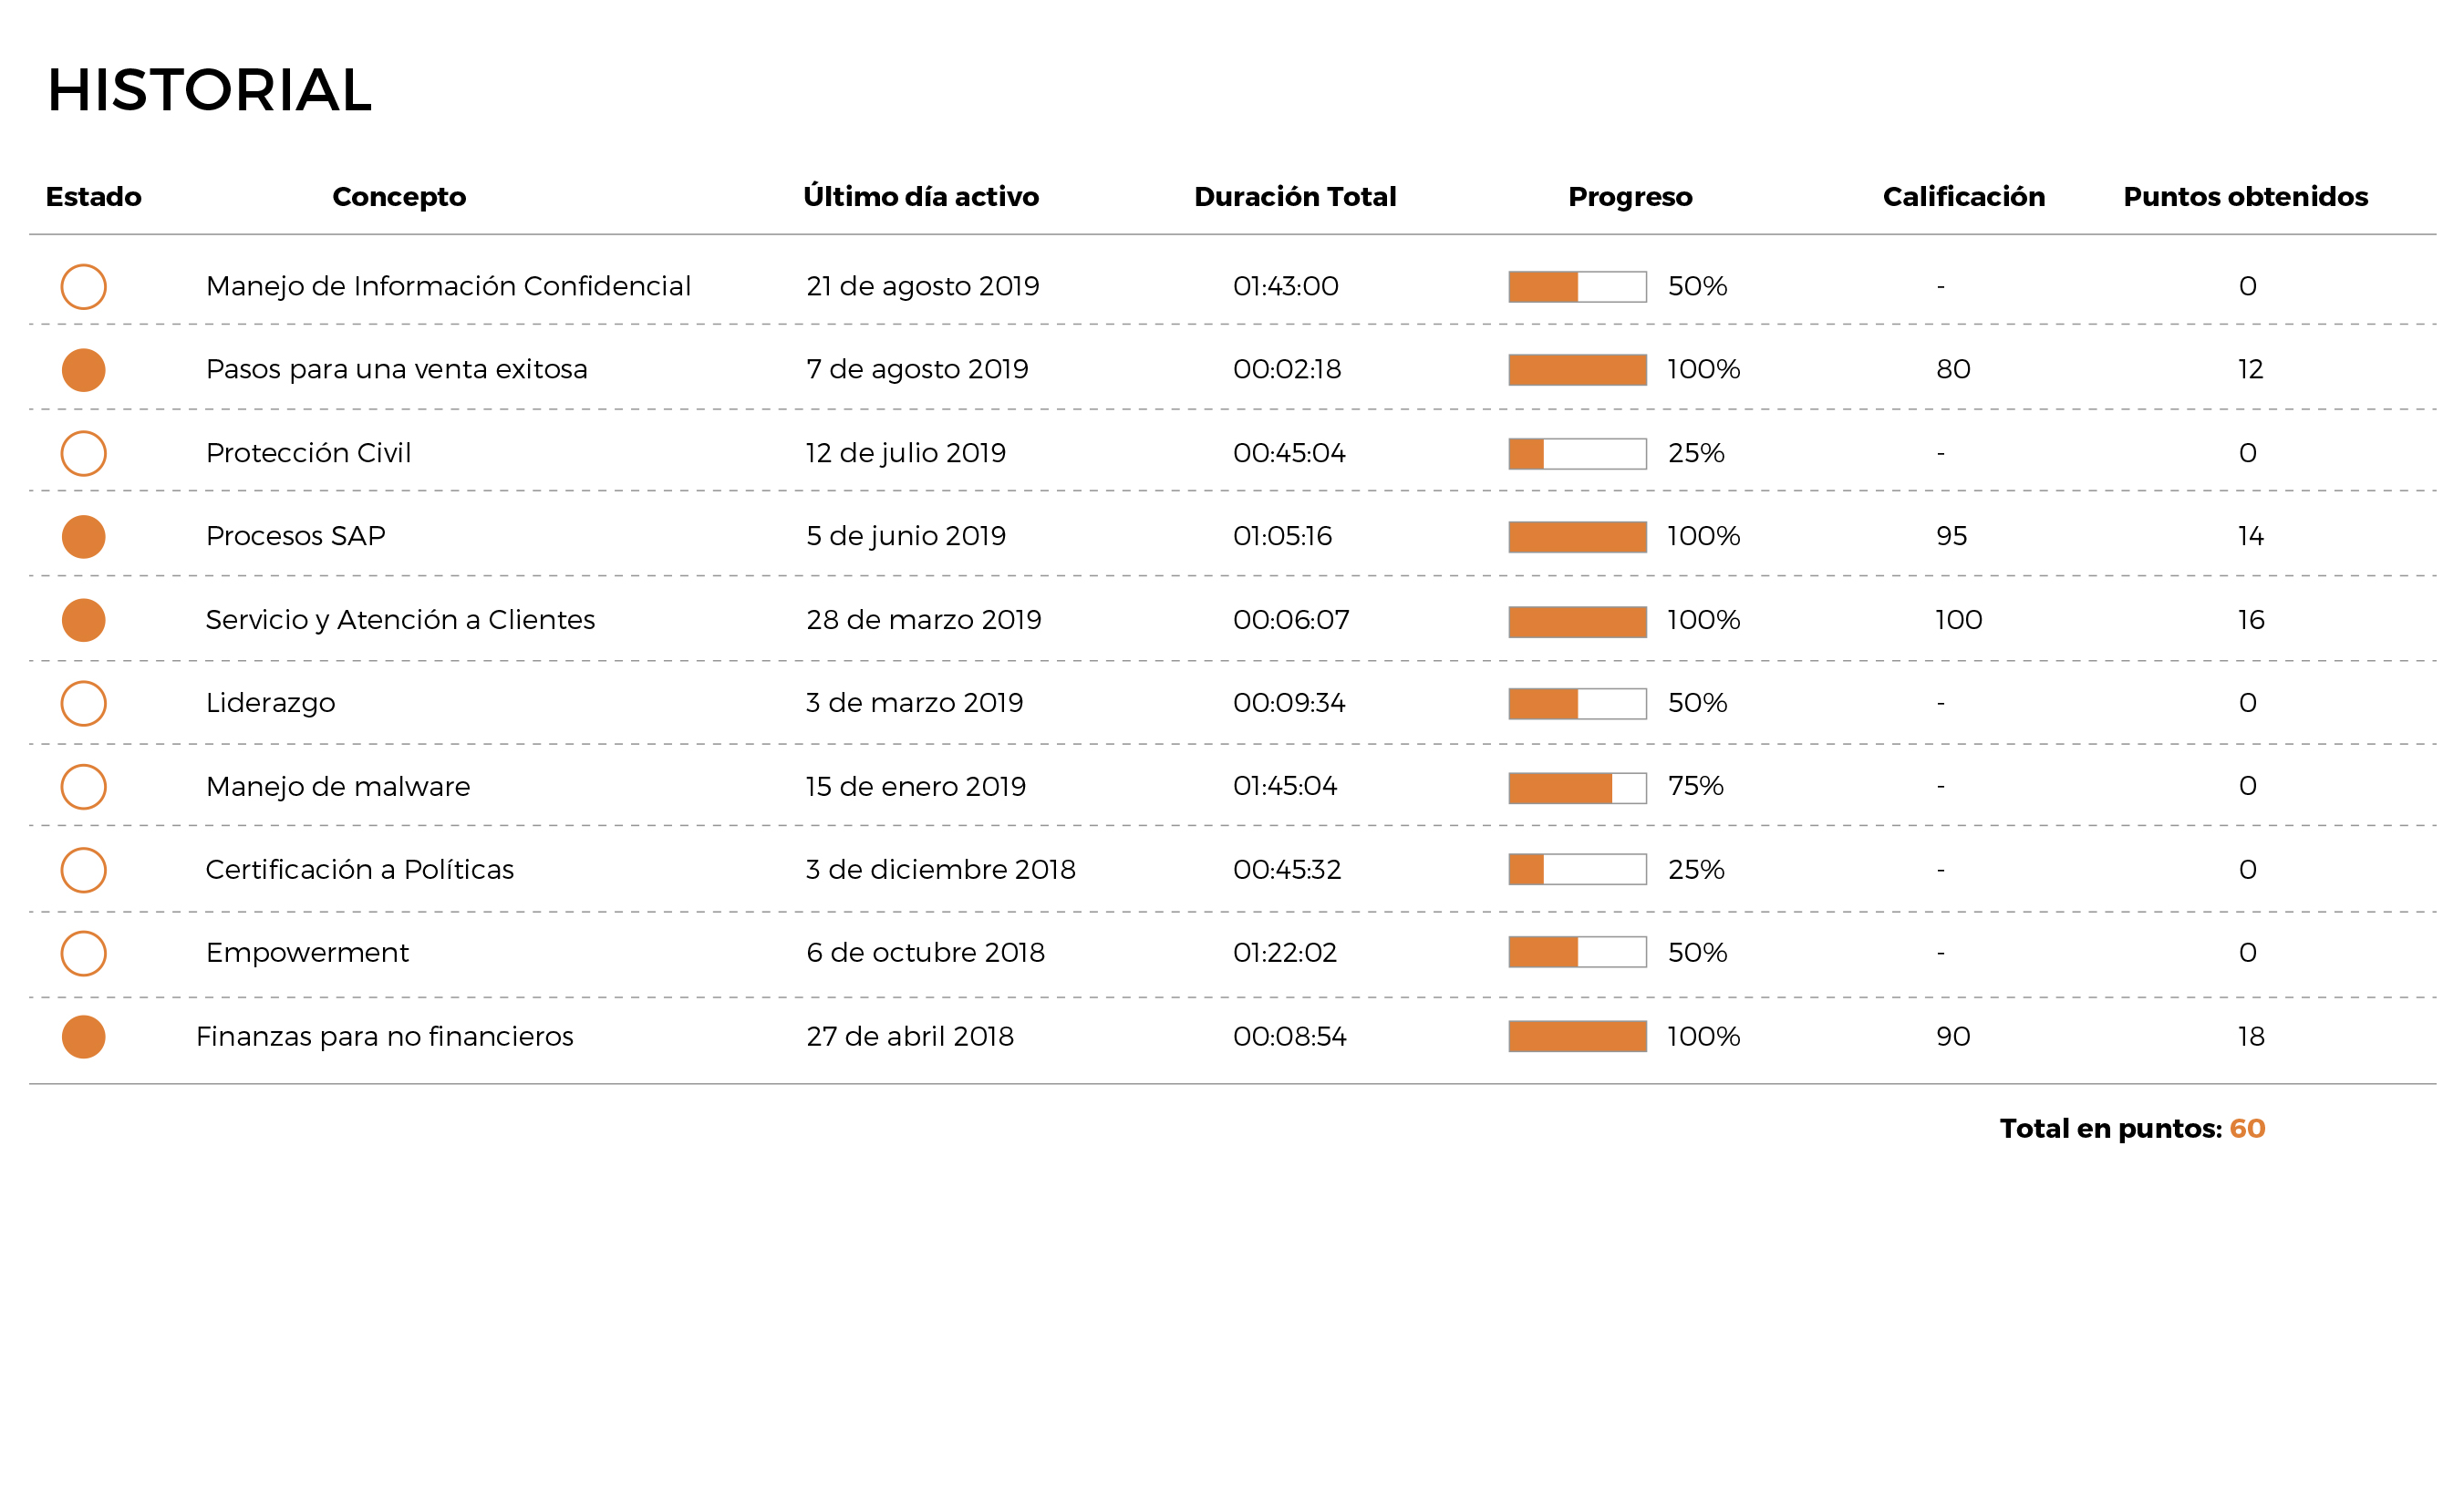 HISTORIAL
Estado Concepto Último día activo Duración Total Progreso Calificación Puntos obtenidos
Manejo de Información Confidencial 21 de agosto 2019 01:43:00 50% - 0
Pasos para una venta exitosa 7 de agosto 2019 00:02:18 100% 80 12
Protección Civil 12 de julio 2019 00:45:04 25% - 0
Procesos SAP 5 de junio 2019 01:05:16 100% 95 14
Servicio y Atención a Clientes 28 de marzo 2019 00:06:07 100% 100 16
Liderazgo 3 de marzo 2019 00:09:34 50% - 0
Manejo de malware 15 de enero 2019 01:45:04 75% - 0
Certificación a Políticas 3 de diciembre 2018 00:45:32 25% - 0
Empowerment 6 de octubre 2018 01:22:02 50% - 0
Finanzas para no financieros 27 de abril 2018 00:08:54 100% 90 18
Total en puntos: 60